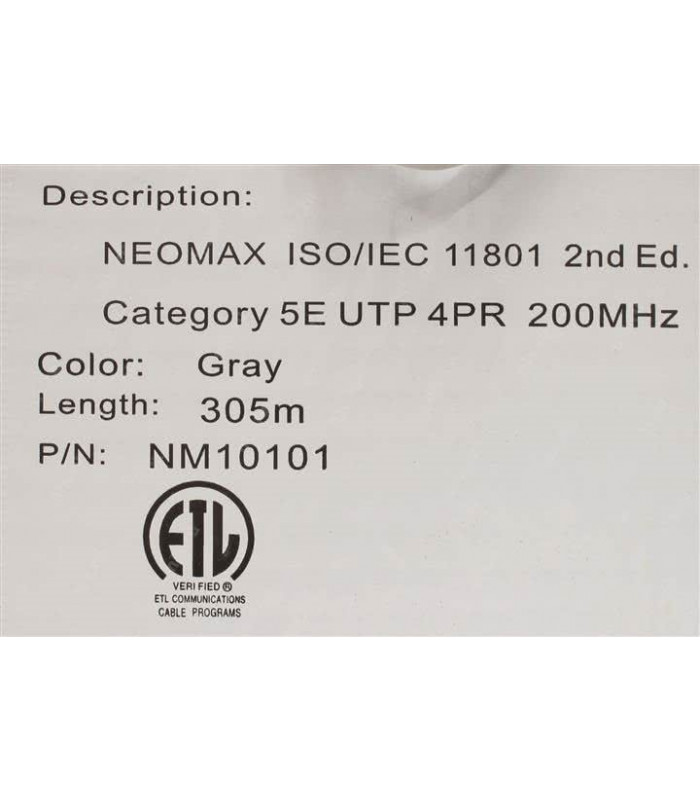 Description:
NEOMAX ISO/IEC 11801 2nd Ed.
Category 5E UTP 4PR 200MHz
Color: Gray
Length: 305m
P/N: NM10101
ETL
VERIFIED ®
ETL COMMUNICATIONS
CABLE PROGRAMS